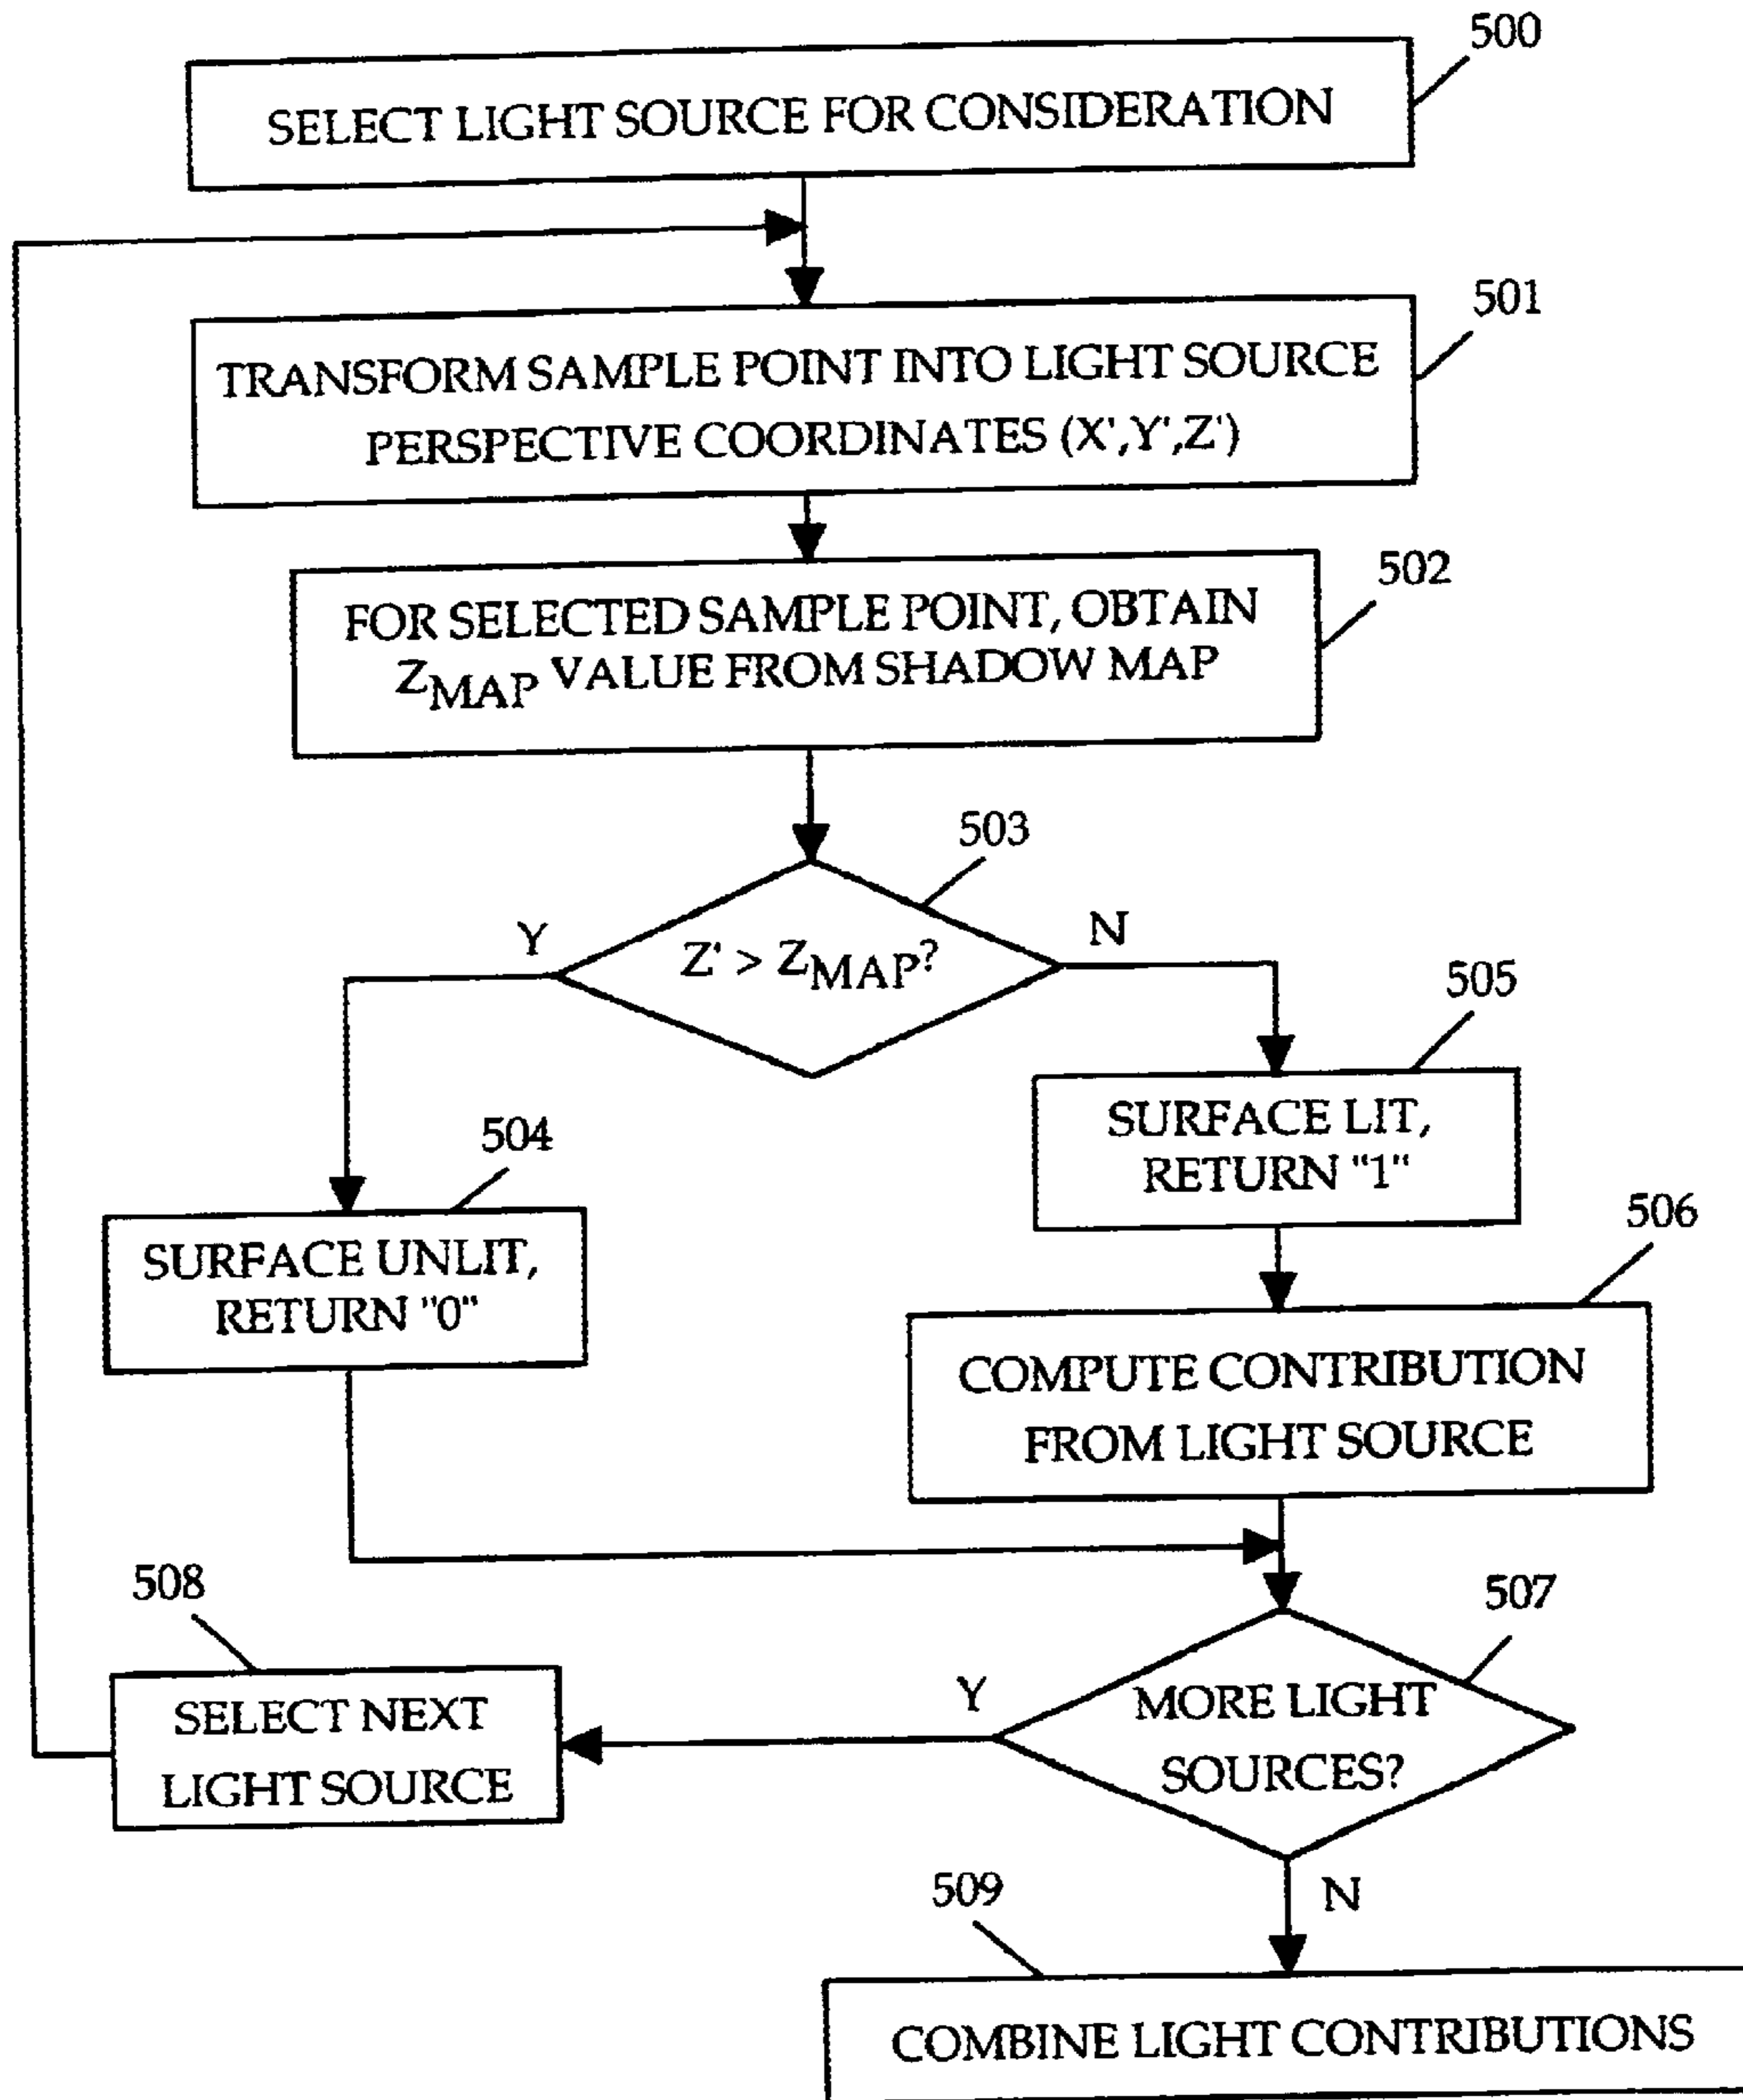 500
SELECT LIGHT SOURCE FOR CONSIDERATION
501
TRANSFORM SAMPLE POINT INTO LIGHT SOURCE
PERSPECTIVE COORDINATES (X',Y',Z')
502
FOR SELECTED SAMPLE POINT, OBTAIN
ZMAP VALUE FROM SHADOW MAP
503
Y
Z' > ZMAP?
N
505
SURFACE LIT,
RETURN "1"
504
SURFACE UNLIT,
RETURN "0"
506
COMPUTE CONTRIBUTION
FROM LIGHT SOURCE
507
MORE LIGHT
SOURCES?
Y
508
SELECT NEXT
LIGHT SOURCE
N
509
COMBINE LIGHT CONTRIBUTIONS